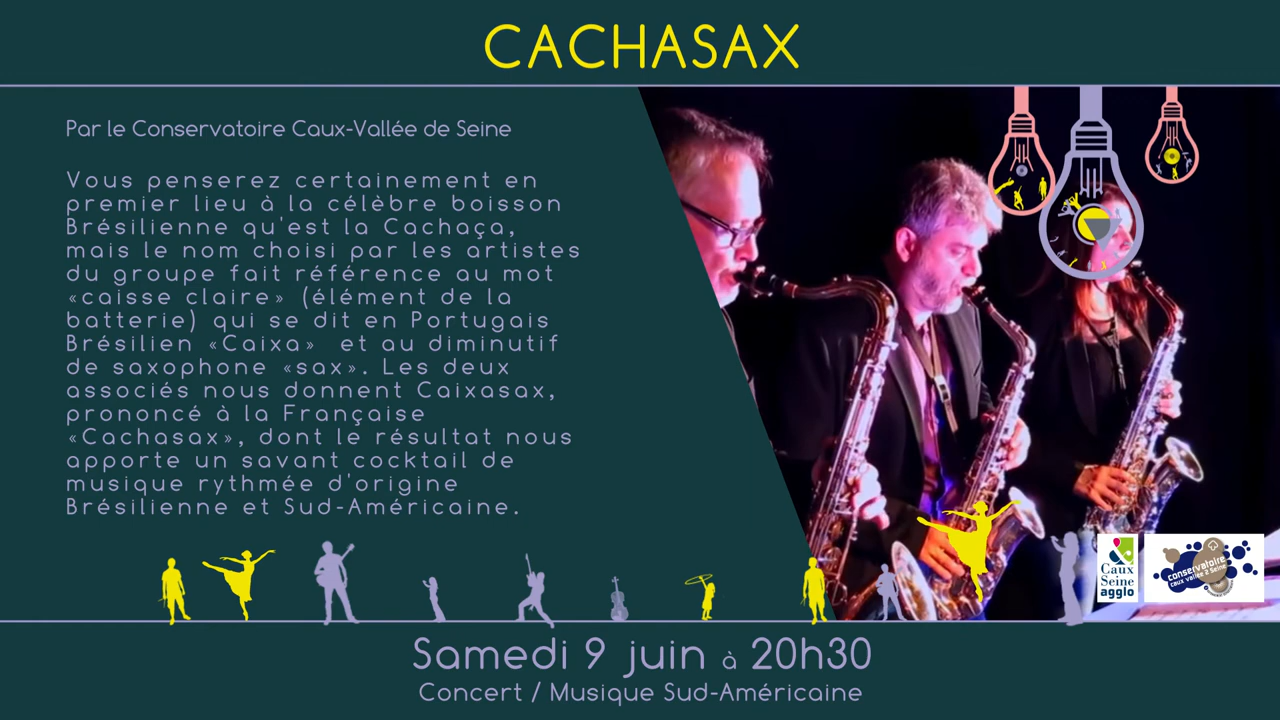 CACHASAX
Par le Conservatoire Caux-Vallée de Seine
Vous penserez certainement en
premier lieu à la célèbre boisson
Brésilienne qu'est la Cachaça,
mais le nom choisi par les artistes
du groupe fait référence au mot
«caisse claire» (élément de la
batterie) qui se dit en Portugais
Brésilien «Caixa» et au diminutif
de saxophone «sax». Les deux
associés nous donnent Caixasax,
prononcé à la Française
«Cachasax», dont le résultat nous
apporte un savant cocktail de
musique rythmée d'origine
Brésilienne et Sud-Américaine.
&
Caux
Seine
agglo
conservatoire
caux vallée 2 Seine
Samedi 9 juin à 20h30
Concert / Musique Sud-Américaine